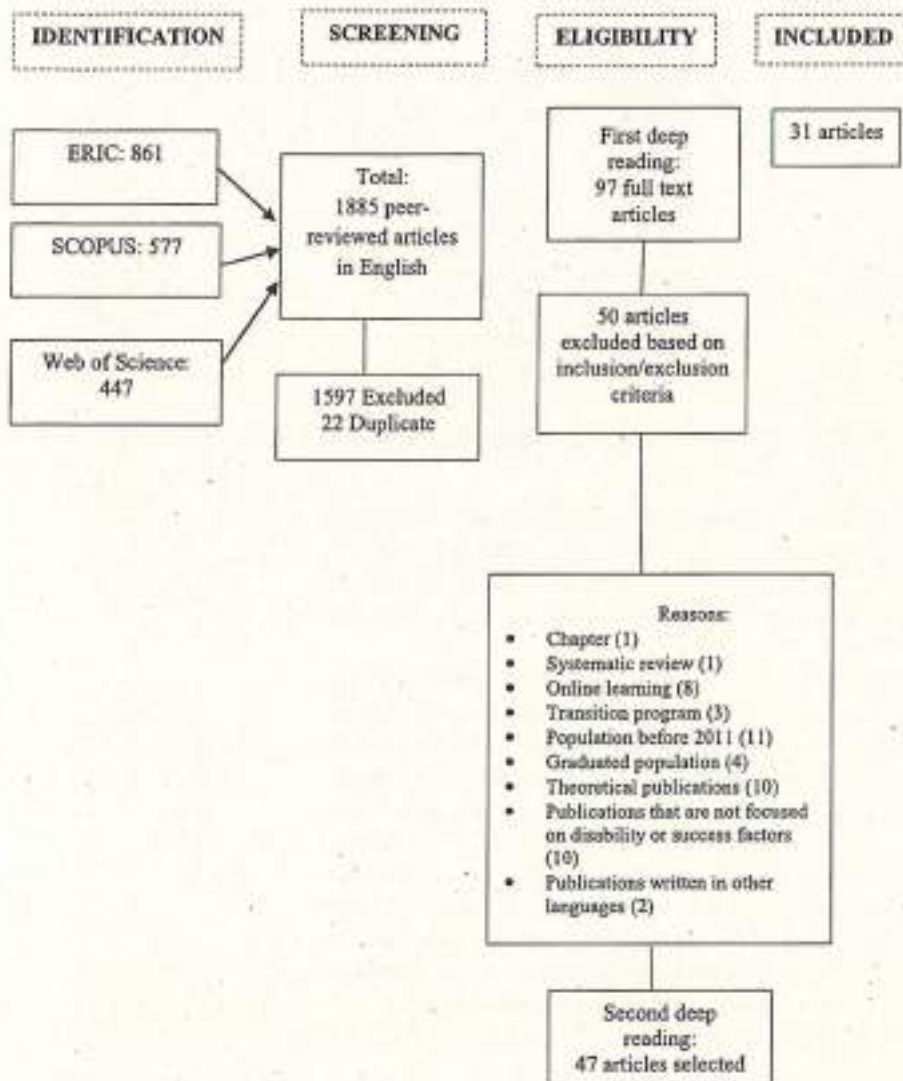 IDENTIFICATION
SCREENING
ELIGIBILITY
INCLUDED
ERIC: 861
SCOPUS: 577
Web of Science:
447
Total:
1885 peer-
reviewed articles
in English
1597 Excluded
22 Duplicate
First deep
reading:
97 full text
articles
50 articles
excluded based on
inclusion/exclusion
criteria
Reasons:
• Chapter (1)
• Systematic review (1)
• Online learning (8)
• Transition program (3)
• Population before 2011 (11)
• Graduated population (4)
• Theoretical publications (10)
• Publications that are not focused
on disability or success factors
(10)
• Publications written in other
languages (2)
Second deep
reading:
47 articles selected
31 articles